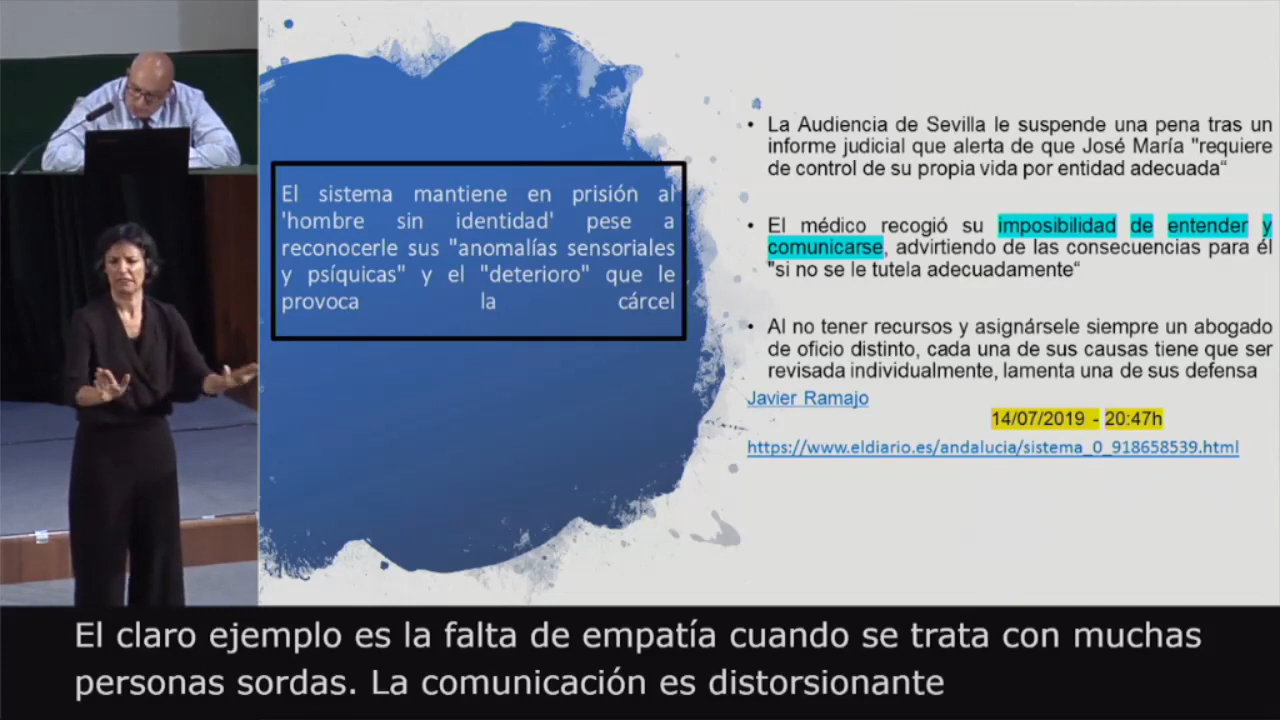 El sistema mantiene en prisión al
'hombre sin identidad' pese a
reconocerle sus "anomalías sensoriales
y psíquicas" y el "deterioro" que le
provoca la cárcel
• La Audiencia de Sevilla le suspende una pena tras un
informe judicial que alerta de que José María "requiere
de control de su propia vida por entidad adecuada“
• El médico recogió su imposibilidad de entender y
comunicarse, advirtiendo de las consecuencias para él
"si no se le tutela adecuadamente“
• Al no tener recursos y asignársele siempre un abogado
de oficio distinto, cada una de sus causas tiene que ser
revisada individualmente, lamenta una de sus defensa
Javier Ramajo
14/07/2019 - 20:47h
https://www.eldiario.es/andalucia/sistema_0_918658539.html
El claro ejemplo es la falta de empatía cuando se trata con muchas
personas sordas. La comunicación es distorsionante